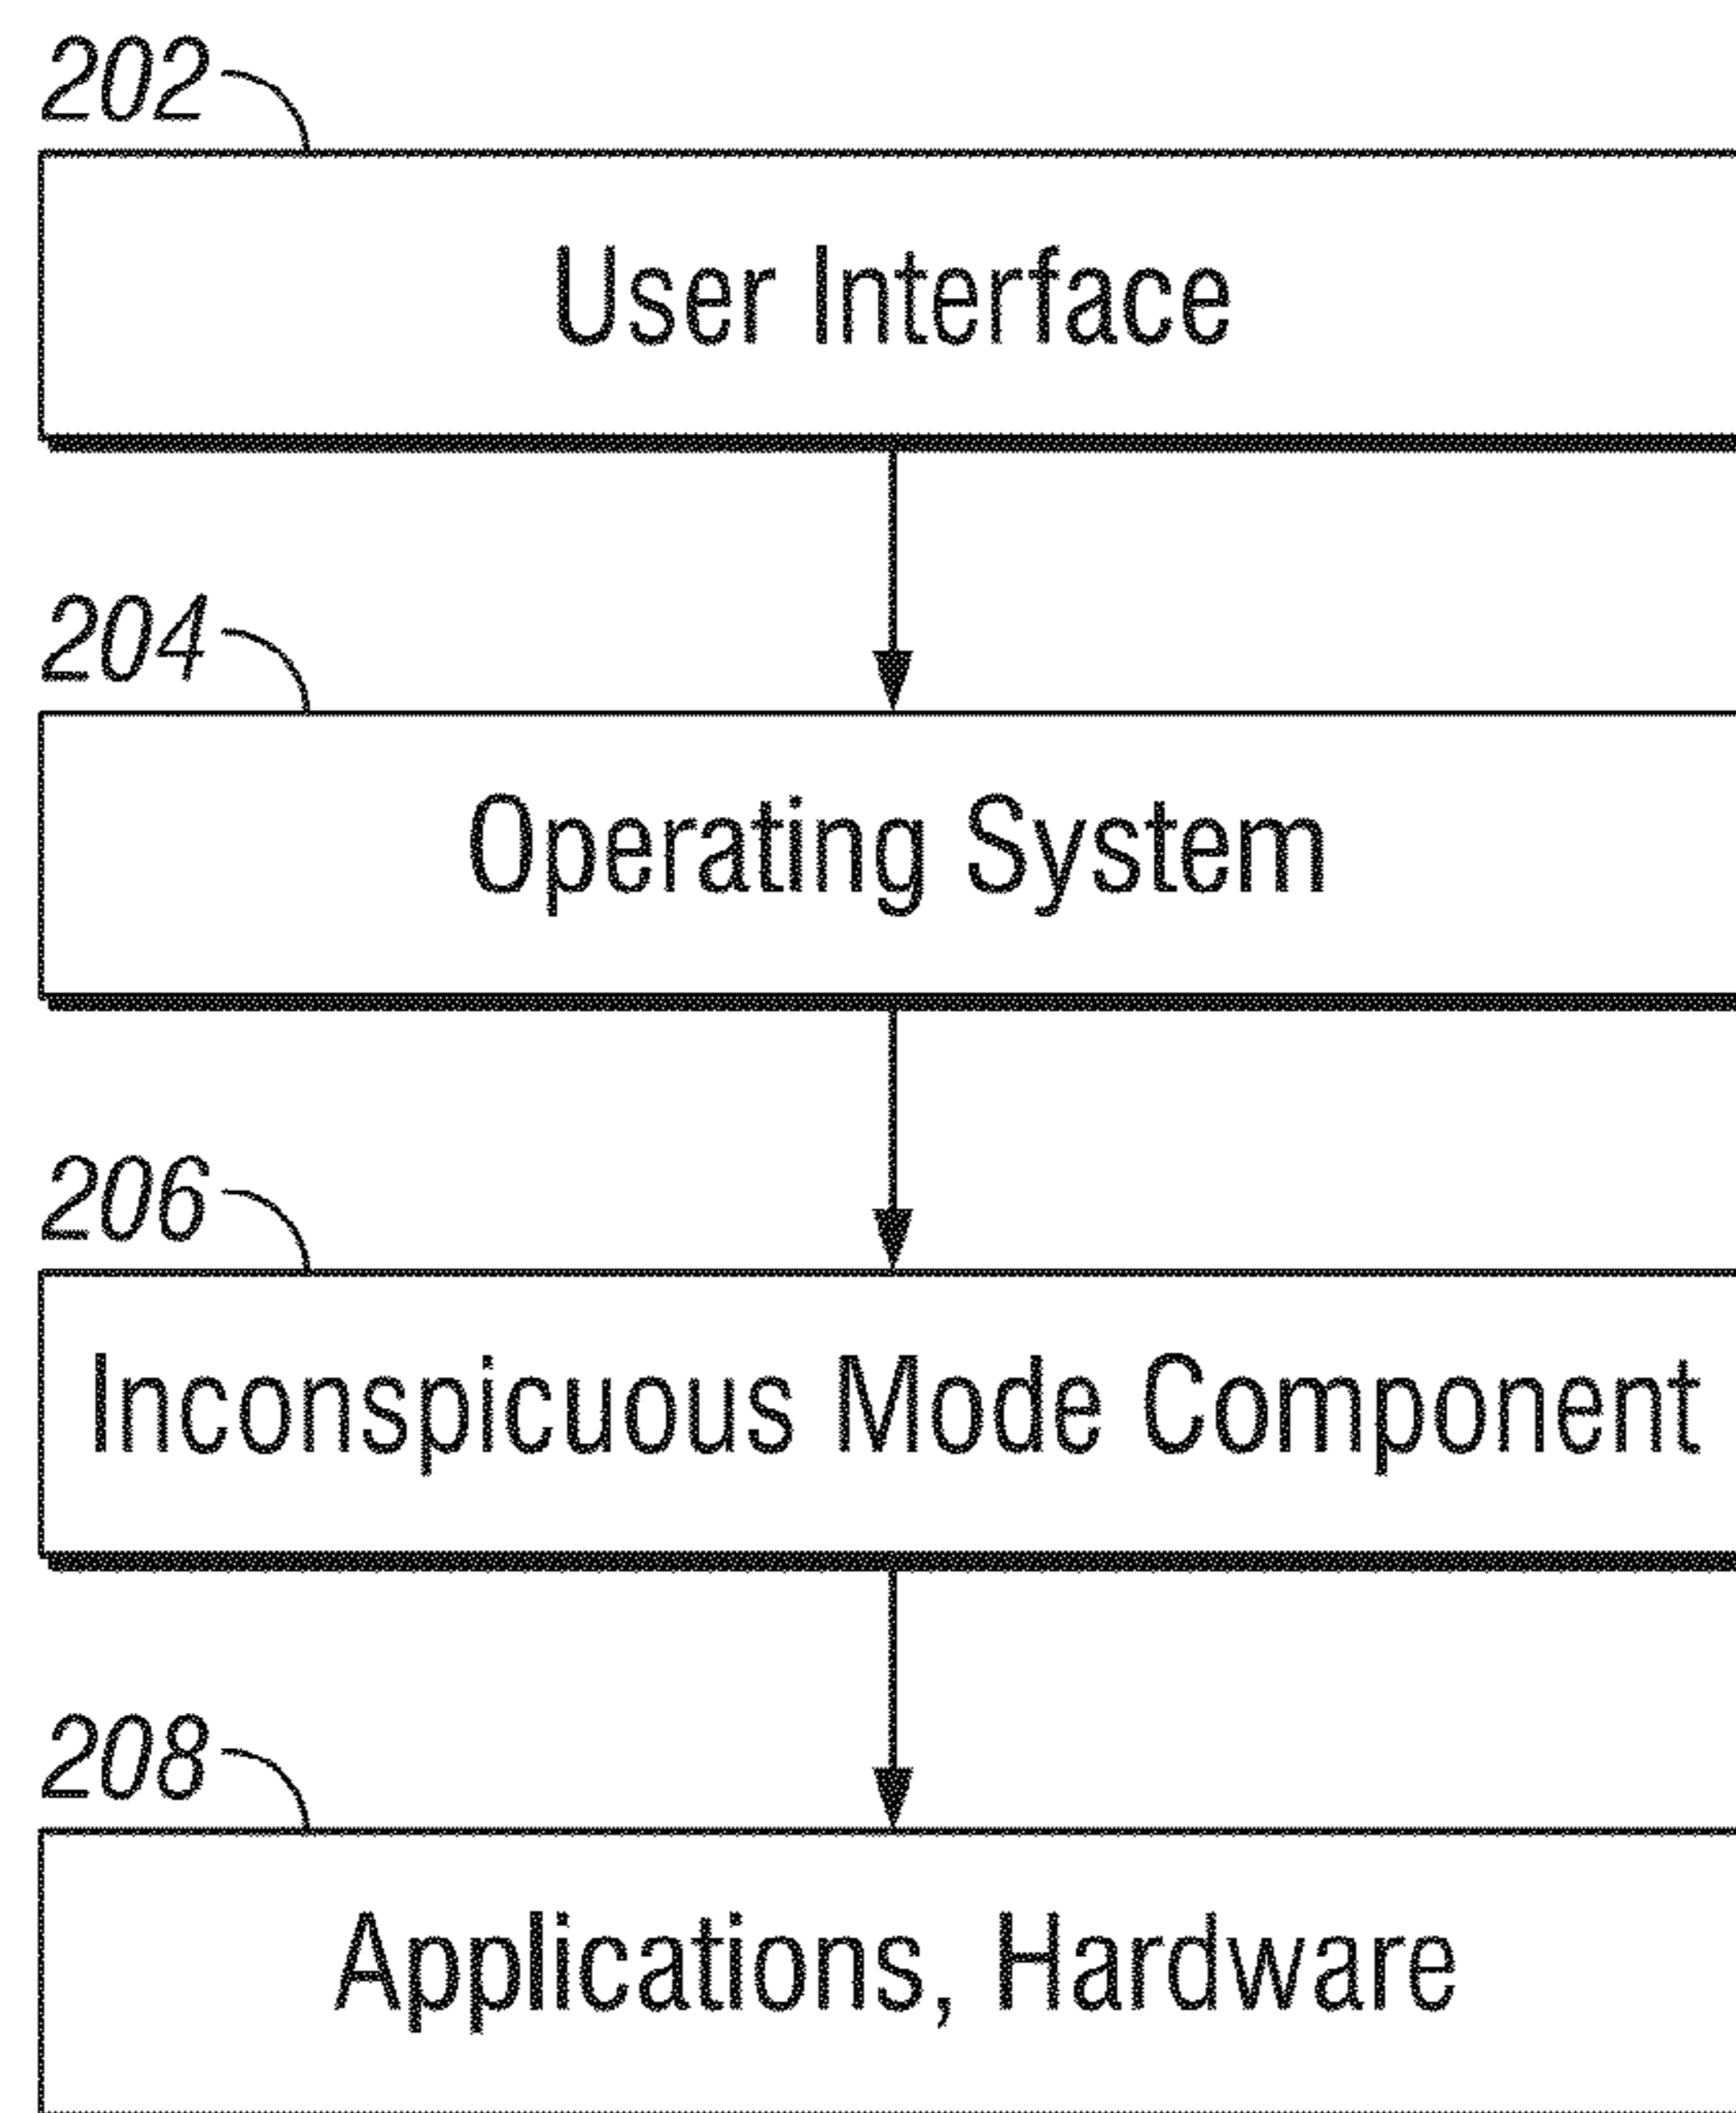 202
User Interface
204
Operating System
206
Inconspicuous Mode Component
208
Applications, Hardware